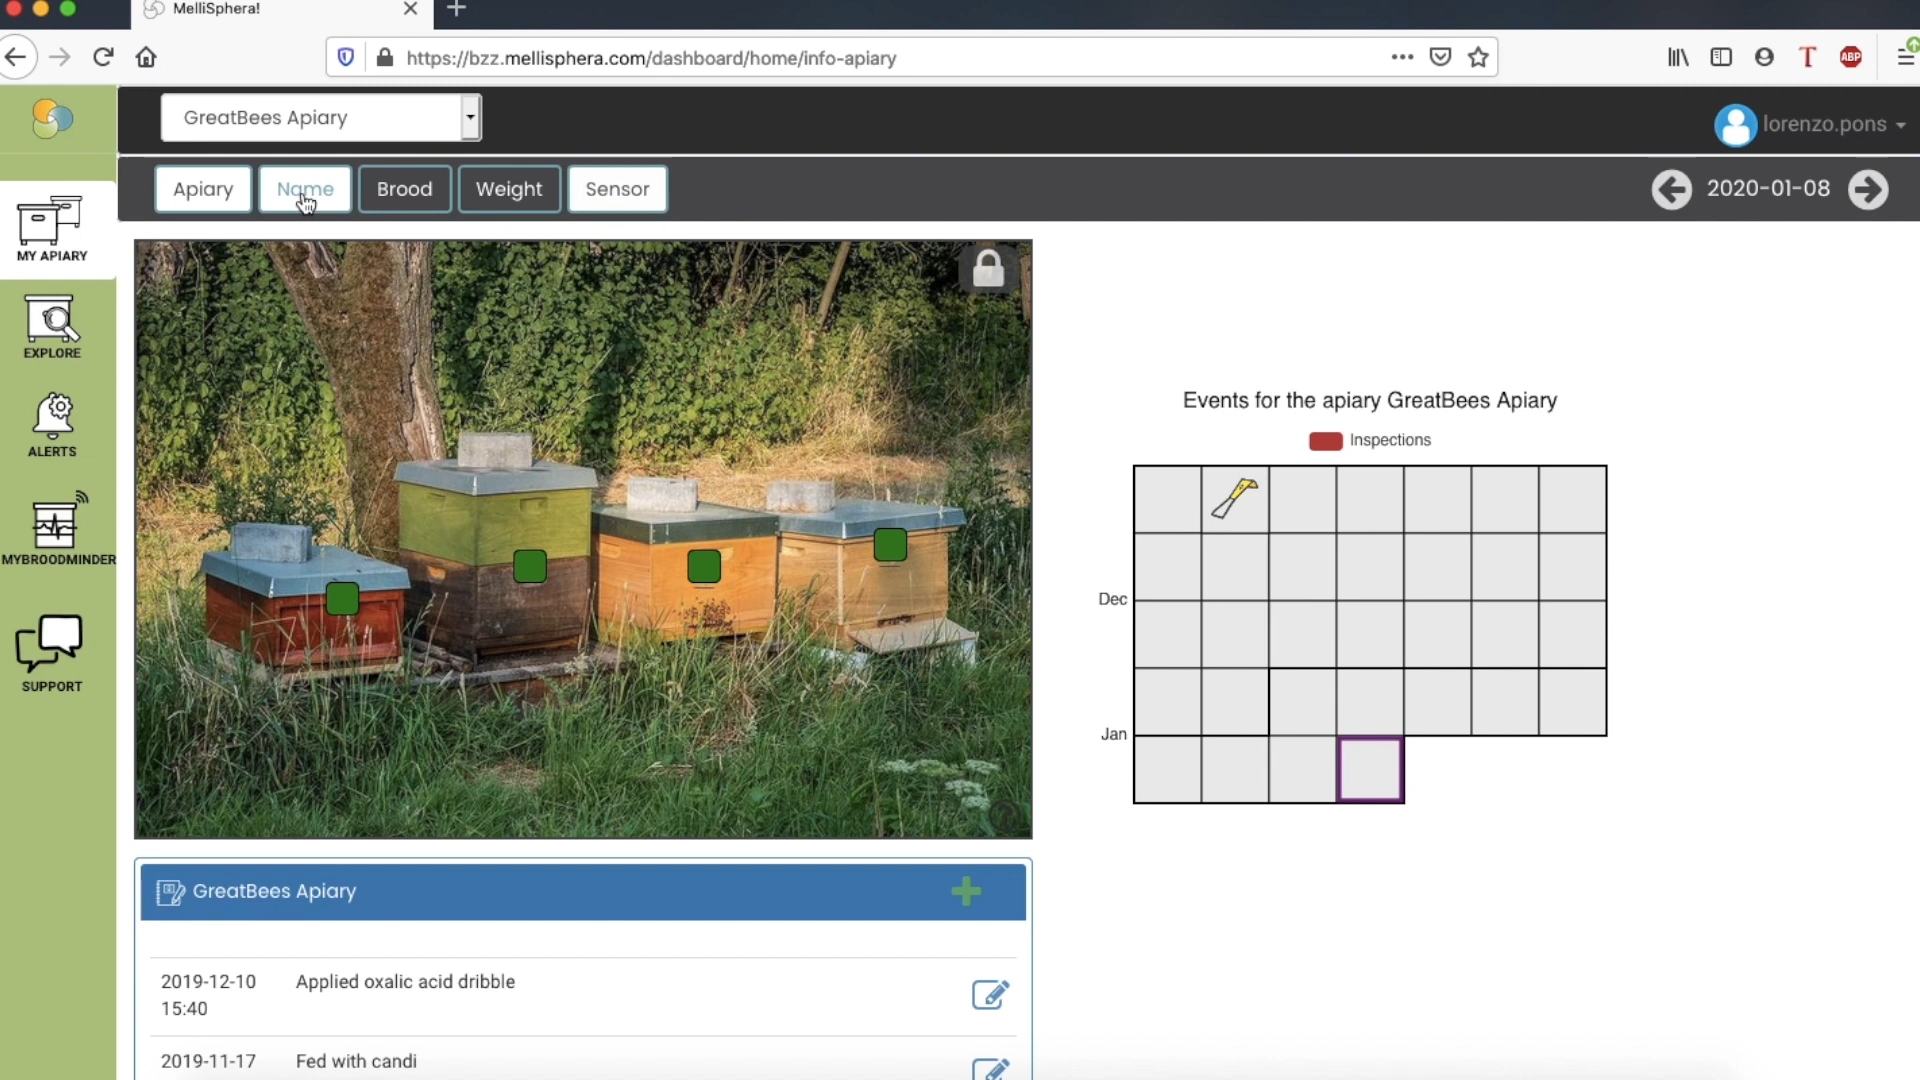 MelliSphera!
https://bzz.mellisphera.com/dashboard/home/info-apiary
T
ABP
GreatBees Apiary
lorenzo.pons
Apiary
Name
Brood
Weight
Sensor
2020-01-08
MY APIARY
EXPLORE
ALERTS
MYBROODMINDER
SUPPORT
Events for the apiary GreatBees Apiary
Inspections
Dec
Jan
GreatBees Apiary
2019-12-10 Applied oxalic acid dribble
15:40
2019-11-17 Fed with candi